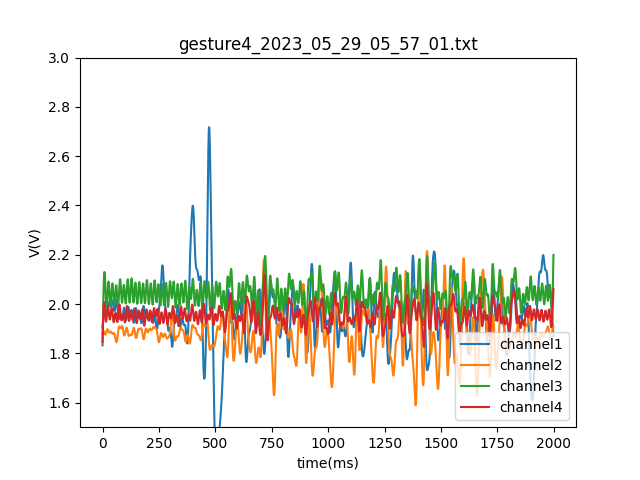 gesture4_2023_05_29_05_57_01.txt
3.0
2.8
2.6
2.4
2.2
2.0
1.8
1.6
V(V)
channel1
channel2
channel3
channel4
0 250 500 750 1000 1250 1500 1750 2000
time(ms)